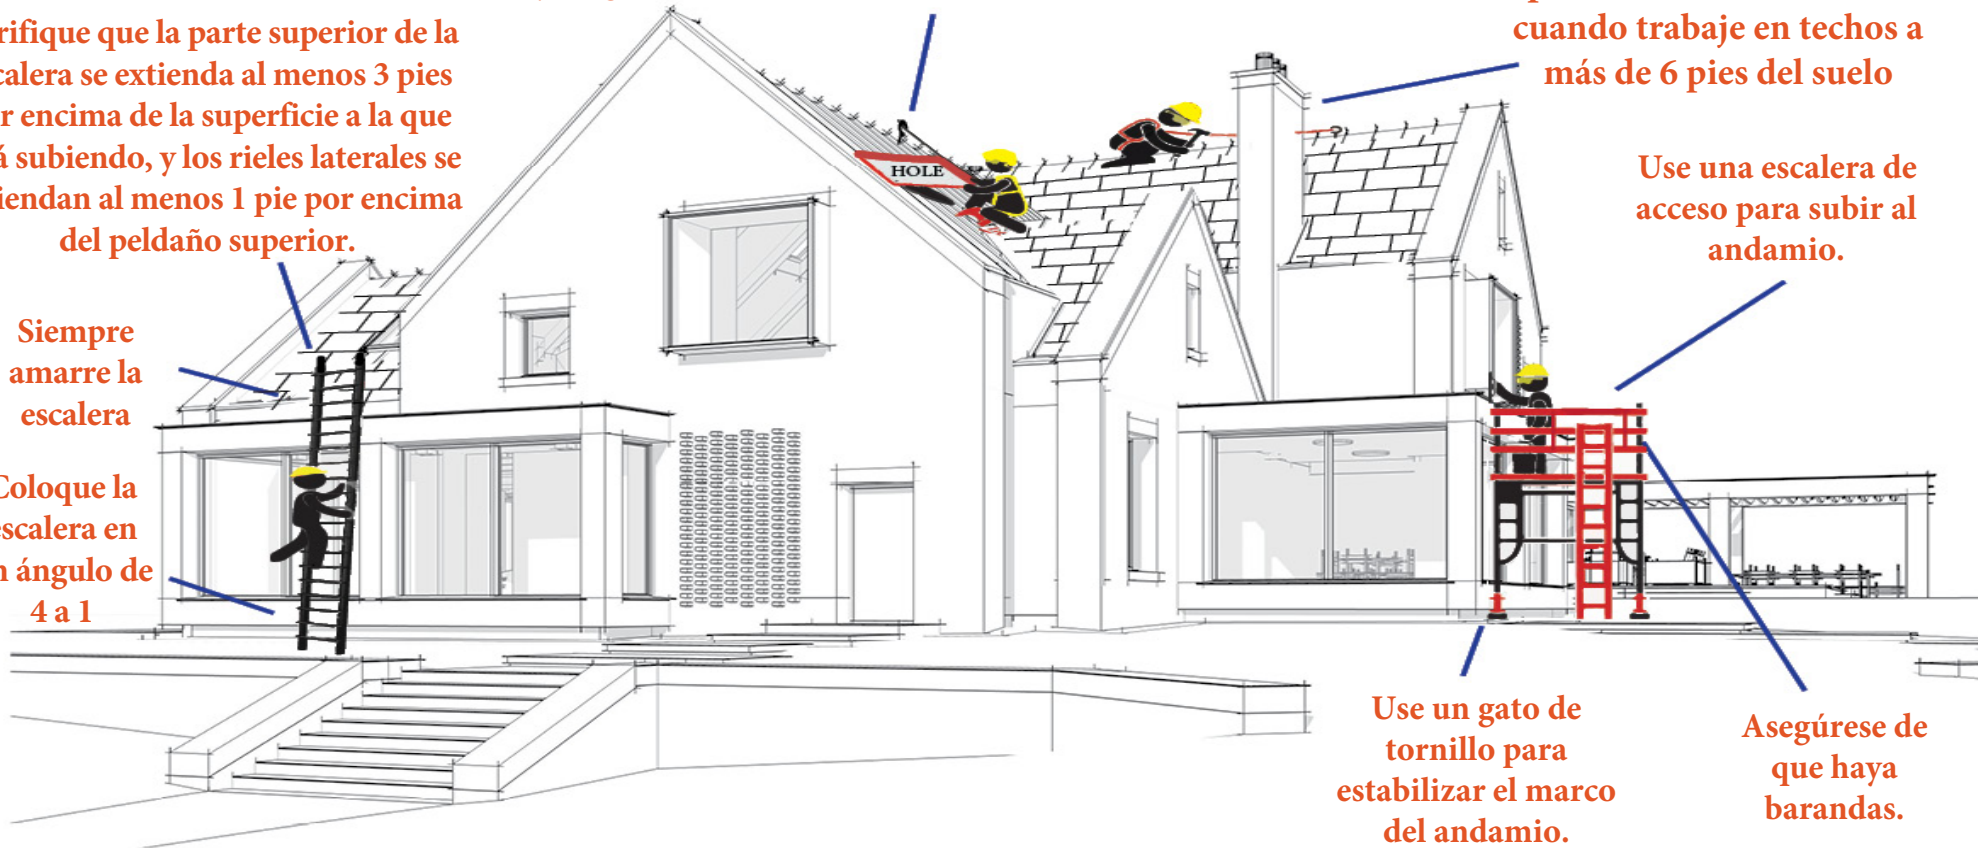 rifique que la parte superior de la
calera se extienda al menos 3 pies
r encima de la superficie a la que
á subiendo, y los rieles laterales se
iendan al menos 1 pie por encima
del peldaño superior.
Siempre
amarre la
escalera
Coloque la
escalera en
n ángulo de
4 a 1
HOLE
cuando trabaje en techos a
más de 6 pies del suelo
Use una escalera de
acceso para subir al
andamio.
Use un gato de
tornillo para
estabilizar el marco
del andamio.
Asegúrese de
que haya
barandas.